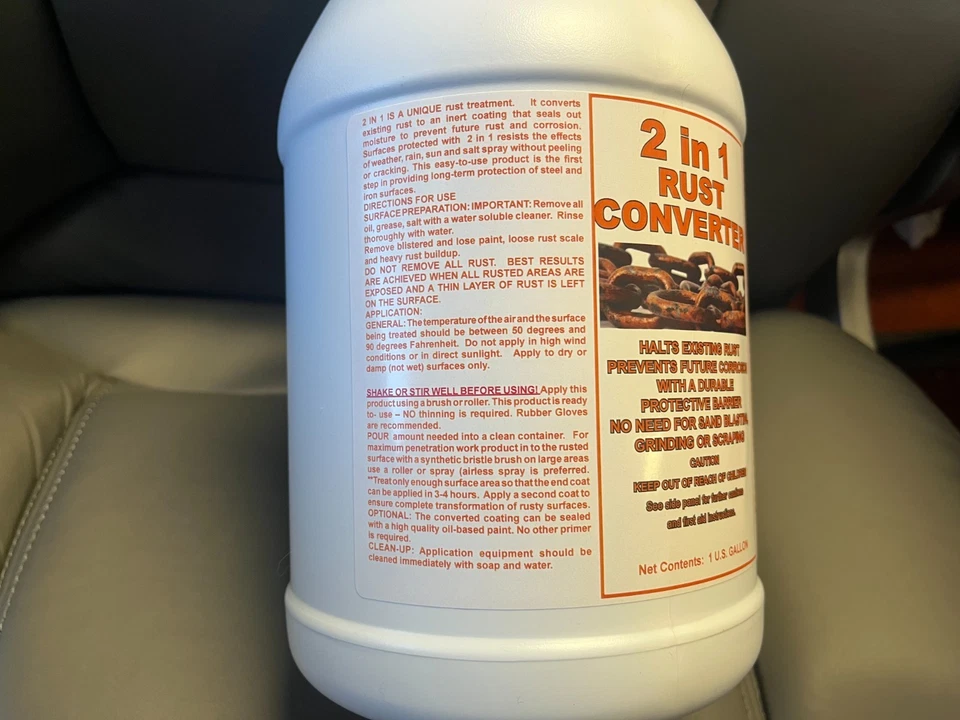 2 IN 1 IS A UNIQUE rust treatment. It converts
existing rust to an inert coating that seals out
moisture to prevent future rust and corrosion.
Surfaces protected with 2 in 1 resists the effects
of weather, rain, sun and salt spray without peeling
or cracking. This easy-to-use product is the first
step in providing long-term protection of steel and
iron surfaces.
DIRECTIONS FOR USE
SURFACE PREPARATION: IMPORTANT: Remove all
oil, grease, salt with a water soluble cleaner. Rinse
thoroughly with water.
Remove blistered and lose paint, loose rust scale
and heavy rust buildup.
DO NOT REMOVE ALL RUST. BEST RESULTS
ARE ACHIEVED WHEN ALL RUSTED AREAS ARE
EXPOSED AND A THIN LAYER OF RUST IS LEFT
ON THE SURFACE.
APPLICATION:
GENERAL: The temperature of the air and the surface
being treated should be between 50 degrees and
90 degrees Fahrenheit. Do not apply in high wind
conditions or in direct sunlight. Apply to dry or
damp (not wet) surfaces only.
SHAKE OR STIR WELL BEFORE USING! Apply this
product using a brush or roller. This product is ready
to- use – NO thinning is required. Rubber Gloves
are recommended.
POUR amount needed into a clean container. For
maximum penetration work product in to the rusted
surface with a synthetic bristle brush on large areas
use a roller or spray (airless spray is preferred.
**Treat only enough surface area so that the end coat
can be applied in 3-4 hours. Apply a second coat to
ensure complete transformation of rusty surfaces.
OPTIONAL: The converted coating can be sealed
with a high quality oil-based paint. No other primer
is required.
CLEAN-UP: Application equipment should be
cleaned immediately with soap and water.
2 in 1
RUST
CONVERTER
HALTS EXISTING RUST
PREVENTS FUTURE
WITH A DURABLE
PROTECTIVE BARRIER
NO NEED FOR SAND
GRINDING OR SCRAPING
CAUTION
KEEP OUT OF REACH OF CHILDREN
See side panel for further cautions
and first aid instructions.
Net Contents: 1 U.S. GALLON